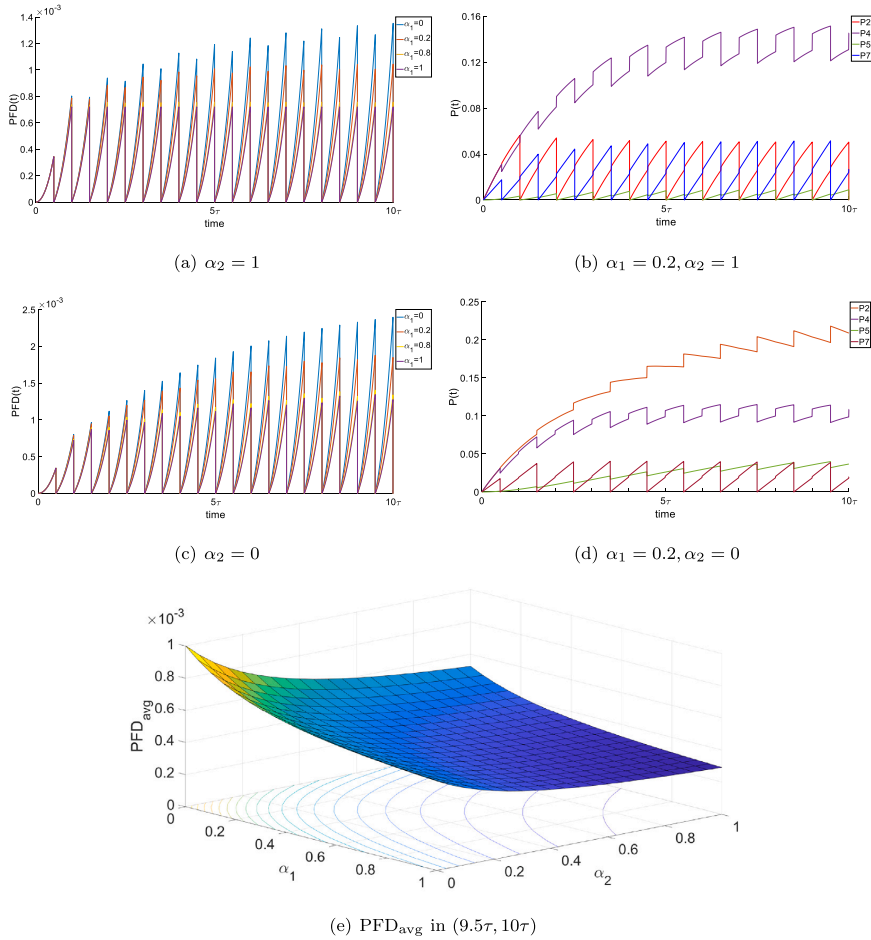 ×10⁻³
1.4
1.2
1
0.8
0.6
0.4
0.2
0
PFD(t)
0
5τ
10τ
time
α₁=0
α₁=0.2
α₁=0.8
α₁=1
(a) α₂ = 1
0.16
0.12
0.08
0.04
0
P(t)
0
5τ
10τ
time
P2
P4
P5
P7
(b) α₁ = 0.2, α₂ = 1
×10⁻³
2.5
2
1.5
1
0.5
0
PFD(t)
0
5τ
10τ
time
α₁=0
α₁=0.2
α₁=0.8
α₁=1
(c) α₂ = 0
0.25
0.2
0.15
0.1
0.05
0
P(t)
0
5τ
10τ
time
P2
P4
P5
P7
(d) α₁ = 0.2, α₂ = 0
×10⁻³
1
0.8
0.6
0.4
0.2
0
PFDavg
0
0.2
0.4
0.6
0.8
1
α₁
0
0.2
0.4
0.6
0.8
1
α₂
(e) PFDavg in (9.5τ, 10τ)